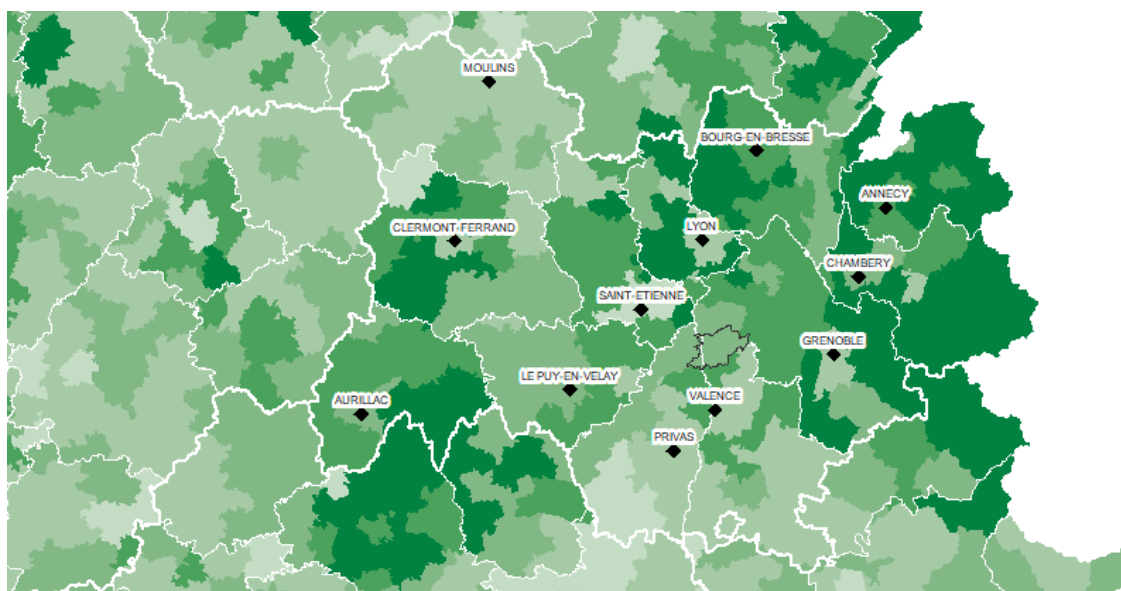 MOULINS
BOURG-EN-BRESSE
ANNECY
CLERMONT-FERRAND
LYON
CHAMBERY
SAINT-ETIENNE
GRENOBLE
LE PUY-EN-VELAY
AURILLAC
VALENCE
PRIVAS